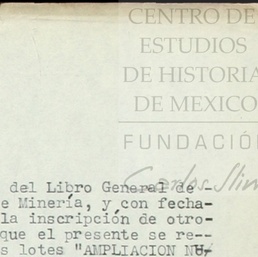 CENTRO DE
ESTUDIOS
DE HISTORIA
DE MEXICO
FUNDACIÓN
Carlos Slim
del Libro General de -
e Minería, y con fecha-
la inscripción de otro-
que el presente se re--
s lotes "AMPLIACION NU-